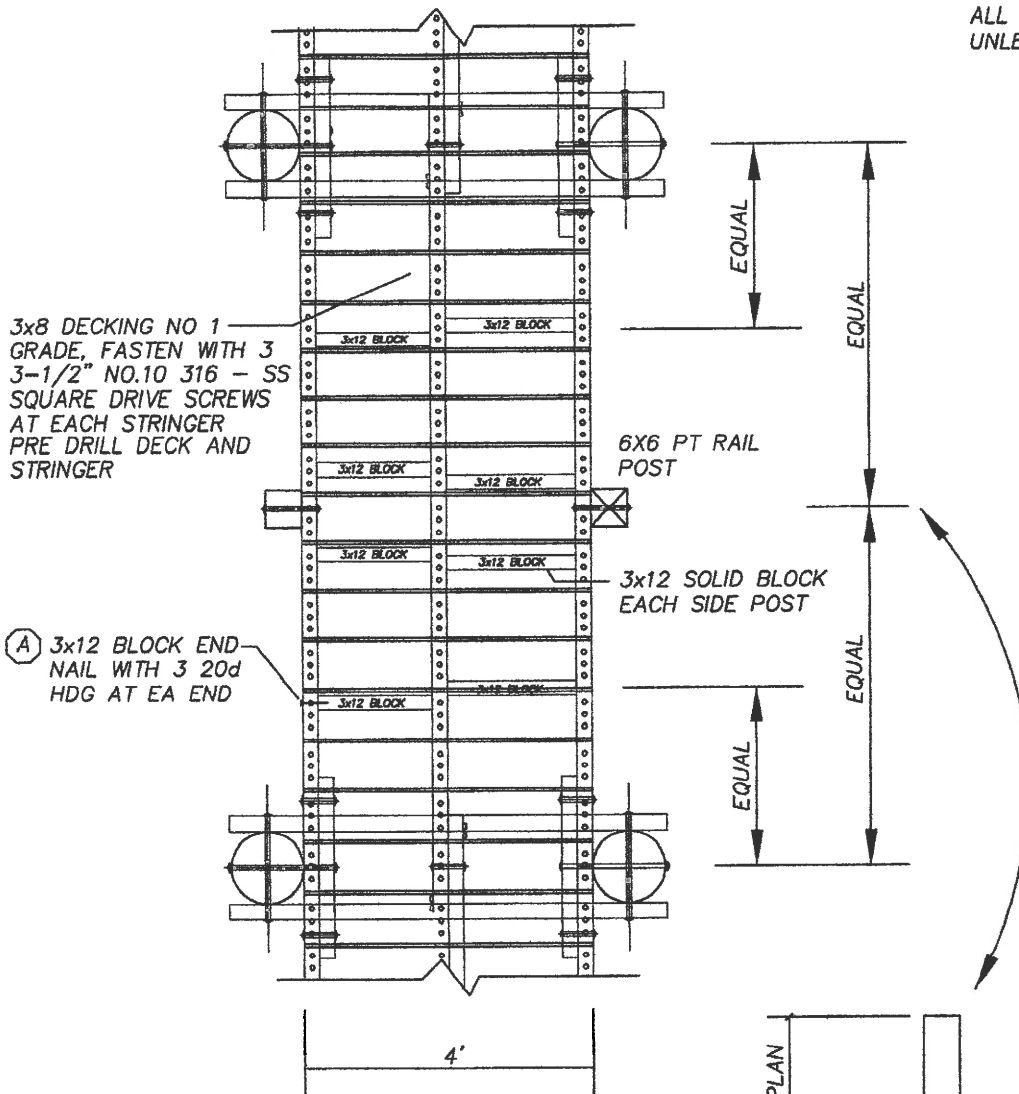 ALL
UNLE
EQUAL
EQUAL
3x8 DECKING NO 1
GRADE, FASTEN WITH 3
3-1/2" NO.10 316 - SS
SQUARE DRIVE SCREWS
AT EACH STRINGER
PRE DRILL DECK AND
STRINGER
3x12 BLOCK
3x12 BLOCK
6X6 PT RAIL
POST
3x12 BLOCK
3x12 BLOCK
3x12 BLOCK
3x12 BLOCK
3x12 SOLID BLOCK
EACH SIDE POST
A 3x12 BLOCK END
NAIL WITH 3 20d
HDG AT EA END
3x12 BLOCK
3x12 BLOCK
EQUAL
EQUAL
4'
PLAN